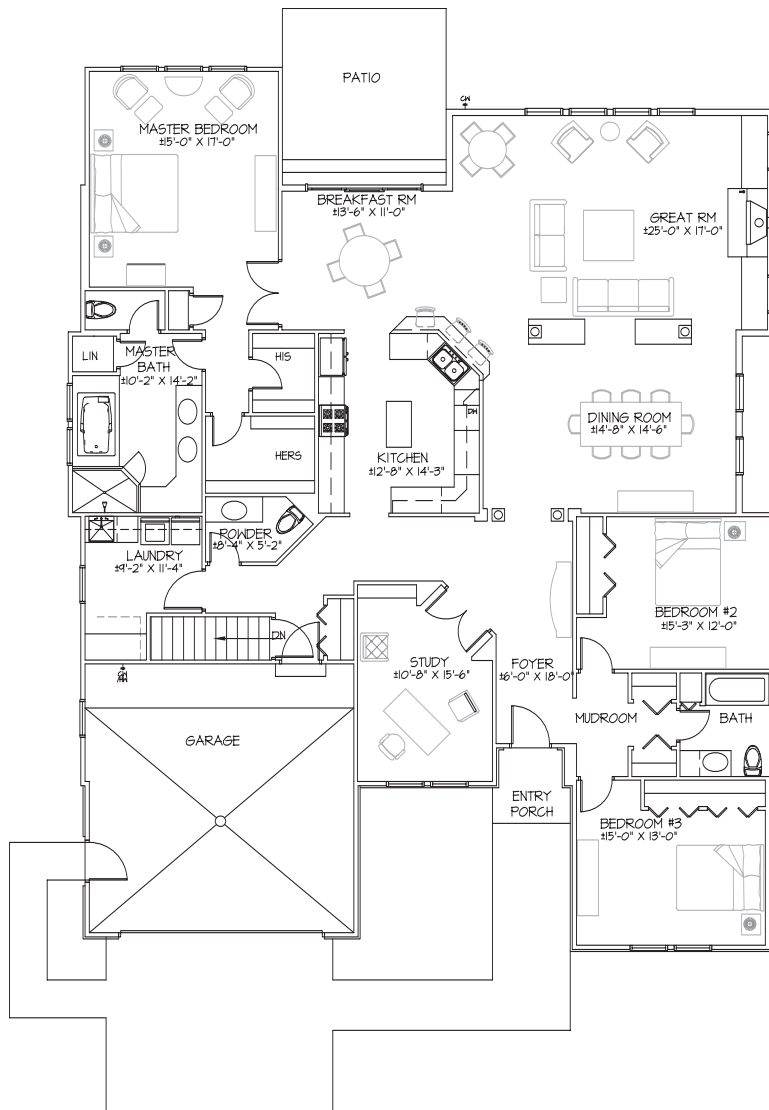 PATIO
CW
MASTER BEDROOM
±15'-0" X 17'-0"
BREAKFAST RM
±13'-6" X 11'-0"
GREAT RM
±25'-0" X 17'-0"
LIN
MASTER
BATH
±10'-2" X 14'-2"
HIS
DW
DINING ROOM
±14'-8" X 14'-6"
HERS
KITCHEN
±12'-8" X 14'-3"
POWDER
±8'-4" X 5'-2"
LAUNDRY
±9'-2" X 11'-4"
BEDROOM #2
±15'-3" X 12'-0"
DN
STUDY
±10'-8" X 15'-6"
FOYER
±6'-0" X 18'-0"
MUDROOM
BATH
GARAGE
ENTRY
PORCH
BEDROOM #3
±15'-0" X 13'-0"